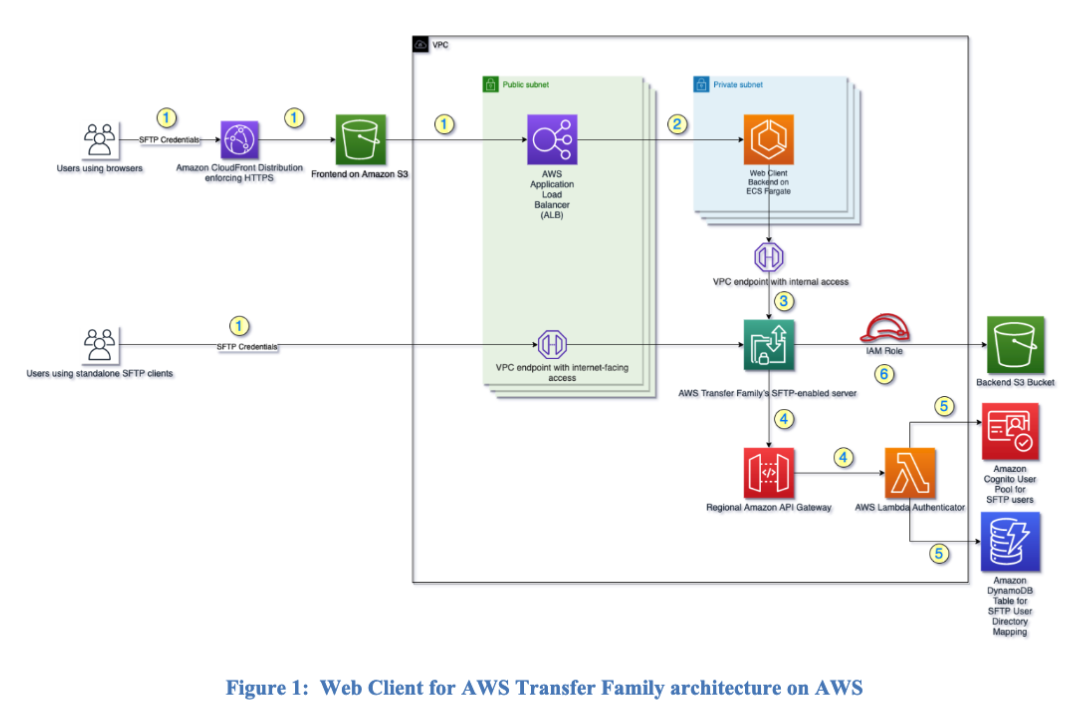 VPC
Public subnet
Private subnet
1
1
1
2
SFTP Credentials
Users using browsers
Amazon CloudFront Distribution
enforcing HTTPS
Frontend on Amazon S3
AWS
Application
Load
Balancer
(ALB)
Web Client
Backend on
ECS Fargate
VPC endpoint with internal access
3
1
SFTP Credentials
Users using standalone SFTP clients
VPC endpoint with internet-facing
access
AWS Transfer Family's SFTP-enabled server
IAM Role
6
Backend S3 Bucket
4
4
5
Regional Amazon API Gateway
AWS Lambda Authenticator
Amazon
Cognito User
Pool for
SFTP users
5
Amazon
DynamoDB
Table for
SFTP User
Directory
Mapping
Figure 1: Web Client for AWS Transfer Family architecture on AWS